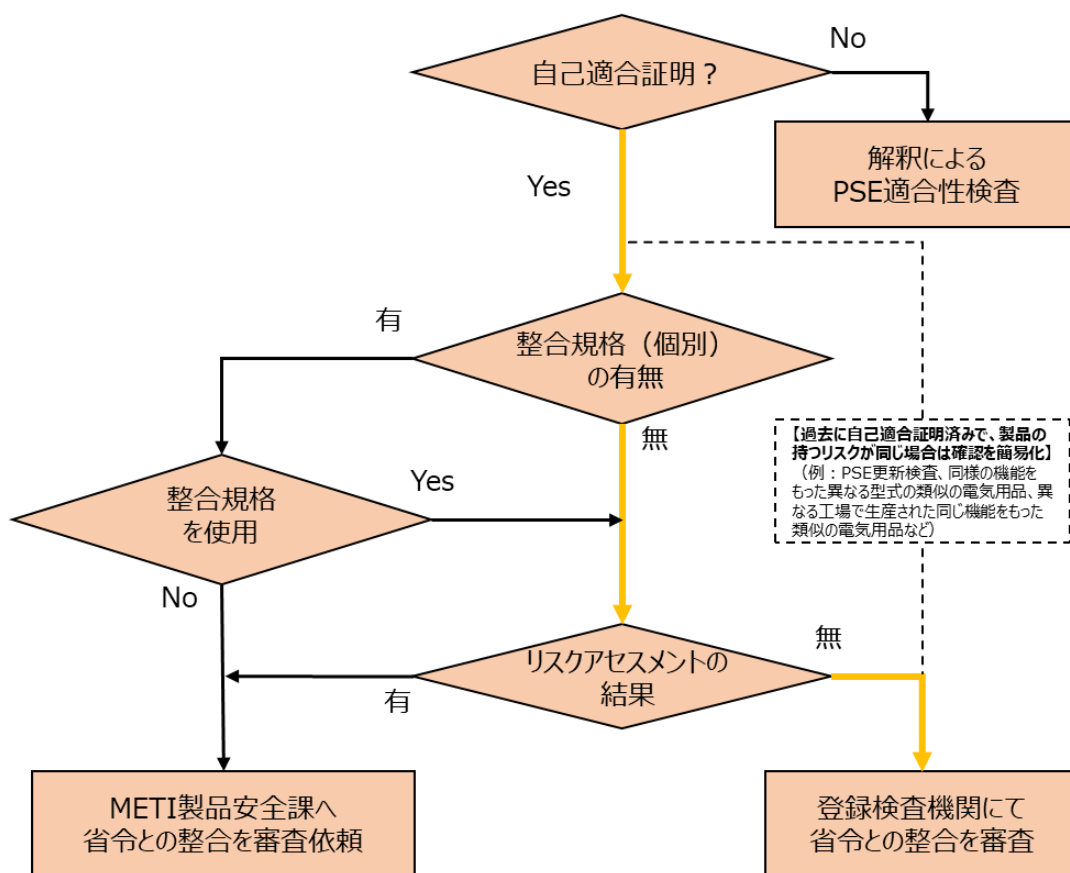 自己適合証明？
No
解釈による
PSE適合性検査
Yes
有
整合規格（個別）
の有無
無
【過去に自己適合証明済みで、製品の
持つリスクが同じ場合は確認を簡易化】
（例：PSE更新検査、同様の機能を
もった異なる型式の類似の電気用品、異
なる工場で生産された同じ機能をもった
類似の電気用品など）
整合規格
を使用
Yes
No
リスクアセスメントの
結果
無
有
METI製品安全課へ
省令との整合を審査依頼
登録検査機関にて
省令との整合を審査